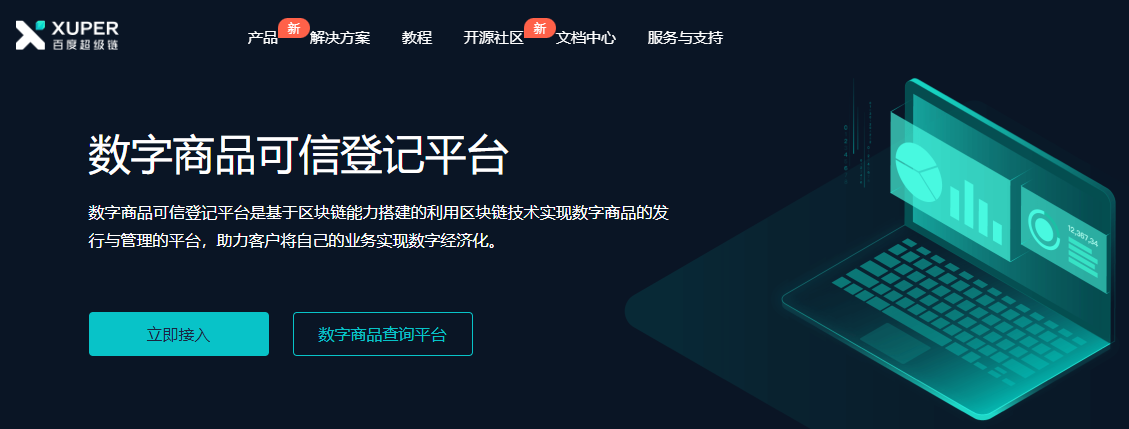 XUPER
百度超级链
产品 新 解决方案 教程 开源社区 新 文档中心 服务与支持
数字商品可信登记平台
数字商品可信登记平台是基于区块链能力搭建的利用区块链技术实现数字商品的发
行与管理的平台，助力客户将自己的业务实现数字经济化。
立即接入 数字商品查询平台
12,367,34